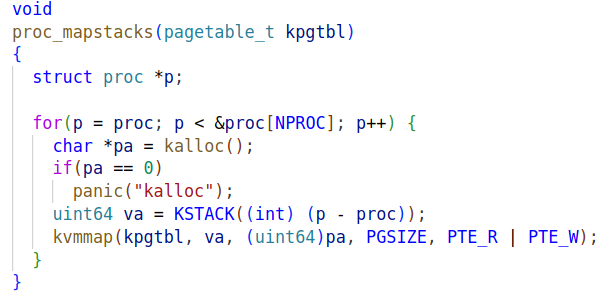 void
proc_mapstacks(pagetable_t kpgtbl)
{
  struct proc *p;

  for(p = proc; p < &proc[NPROC]; p++) {
    char *pa = kalloc();
    if(pa == 0)
      panic("kalloc");
    uint64 va = KSTACK((int) (p - proc));
    kvmmap(kpgtbl, va, (uint64)pa, PGSIZE, PTE_R | PTE_W);
  }
}